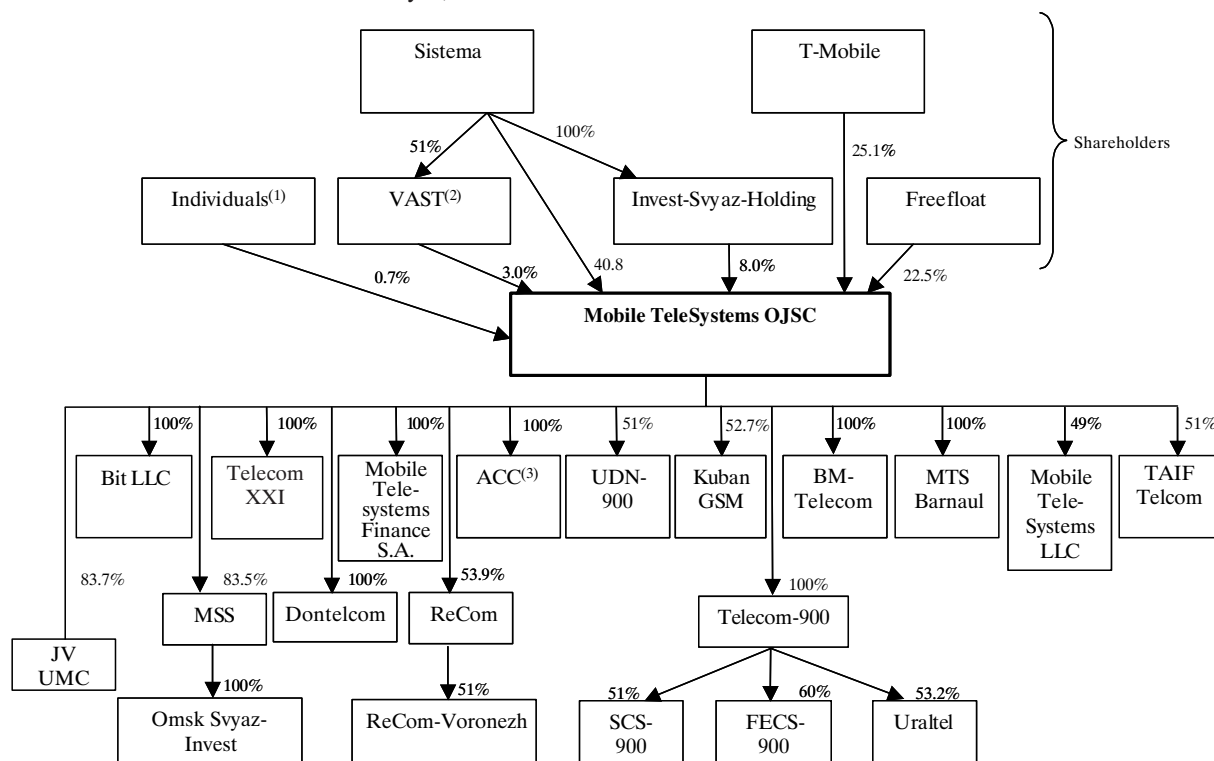 Sistema
T-Mobile
51%
100%
25.1%
Shareholders
Individuals(1)
VAST(2)
Invest-Svyaz-Holding
Freefloat
0.7%
3.0%
40.8
8.0%
22.5%
Mobile TeleSystems OJSC
100%
100%
100%
100%
51%
52.7%
100%
100%
49%
51%
Bit LLC
Telecom
XXI
Mobile
Tele-
systems
Finance
S.A.
ACC(3)
UDN-
900
Kuban
GSM
BM-
Telecom
MTS
Barnaul
Mobile
Tele-
Systems
LLC
TAIF
Telcom
83.7%
83.5%
100%
53.9%
100%
MSS
Dontelcom
ReCom
Telecom-900
JV
UMC
100%
51%
51%
60%
53.2%
Omsk Svyaz-
Invest
ReCom-Voronezh
SCS-
900
FECS-
900
Uraltel